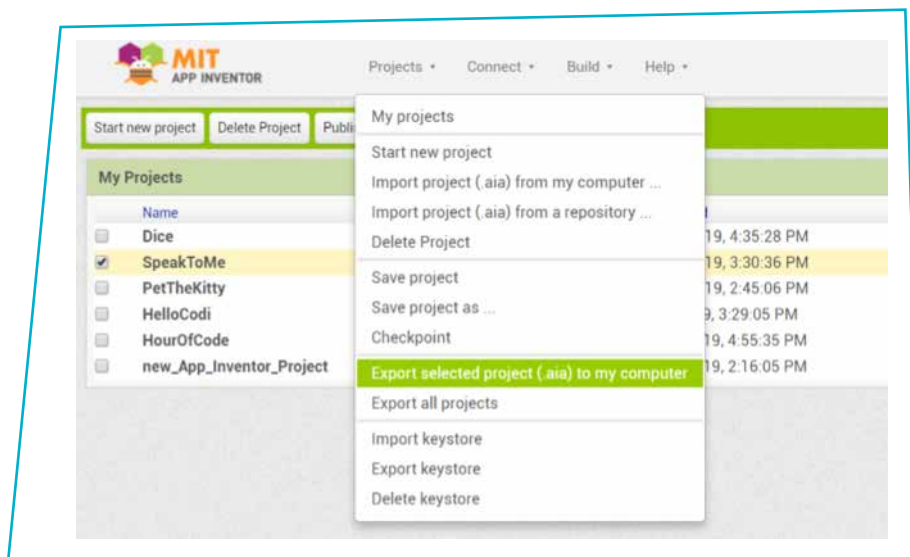 MIT
APP INVENTOR
Projects Connect Build Help
Start new project Delete Project
My projects
Start new project
Import project (.aia) from my computer ...
Import project (.aia) from a repository ...
Delete Project
Save project
Save project as ...
Checkpoint
Export selected project (.aia) to my computer
Export all projects
Import keystore
Export keystore
Delete keystore
My Projects
Name
Dice 19, 4:35:28 PM
SpeakToMe 19, 3:30:36 PM
PetTheKitty 19, 2:45:06 PM
HelloCodi 9, 3:29:05 PM
HourOfCode 19, 4:55:35 PM
new_App_Inventor_Project 19, 2:16:05 PM